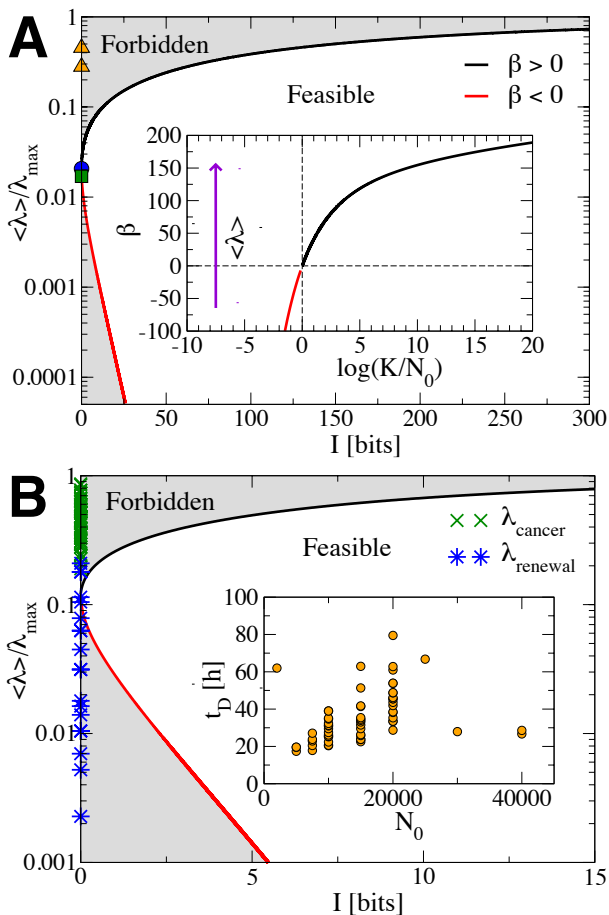 A
Forbidden
Feasible
β > 0
β < 0
1
0.1
0.01
0.001
0.0001
<λ>/λmax
200
150
100
50
0
-50
-100
β
<λ>
-10
-5
0
5
10
15
20
log(K/N0)
0
50
100
150
200
250
300
I [bits]
B
Forbidden
Feasible
λcancer
λrenewal
1
0.1
0.01
0.001
<λ>/λmax
100
80
60
40
20
0
tD [h]
0
20000
40000
N0
0
5
10
15
I [bits]